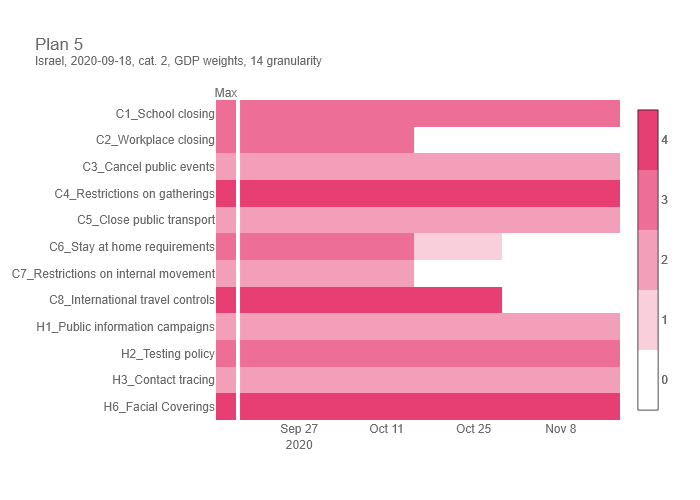 Plan 5
Israel, 2020-09-18, cat. 2, GDP weights, 14 granularity
Max
C1_School closing
C2_Workplace closing
C3_Cancel public events
C4_Restrictions on gatherings
C5_Close public transport
C6_Stay at home requirements
C7_Restrictions on internal movement
C8_International travel controls
H1_Public information campaigns
H2_Testing policy
H3_Contact tracing
H6_Facial Coverings
Sep 27 Oct 11 Oct 25 Nov 8
2020
4
3
2
1
0